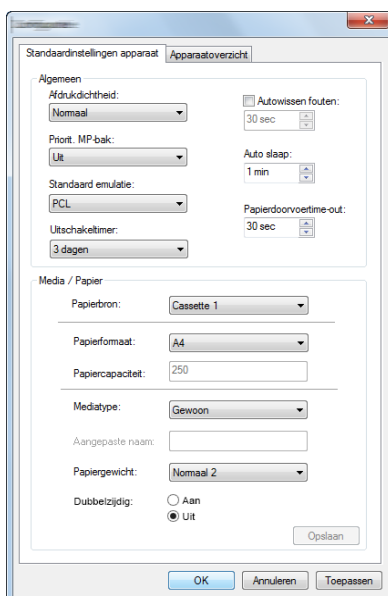 Standaardinstellingen apparaat Apparaatoverzicht
Algemeen
Afdrukdichtheid:
Normaal
Autowissen fouten:
30 sec
Priorit. MP-bak:
Uit
Auto slaap:
1 min
Standaard emulatie:
PCL
Papierdoorvoertime-out:
30 sec
Uitschakeltimer:
3 dagen
Media / Papier
Papierbron: Cassette 1
Papierformaat: A4
Papiercapaciteit: 250
Mediatype: Gewoon
Aangepaste naam:
Papiergewicht: Normaal 2
Dubbelzijdig: Aan
Uit
Opslaan
OK Annuleren Toepassen